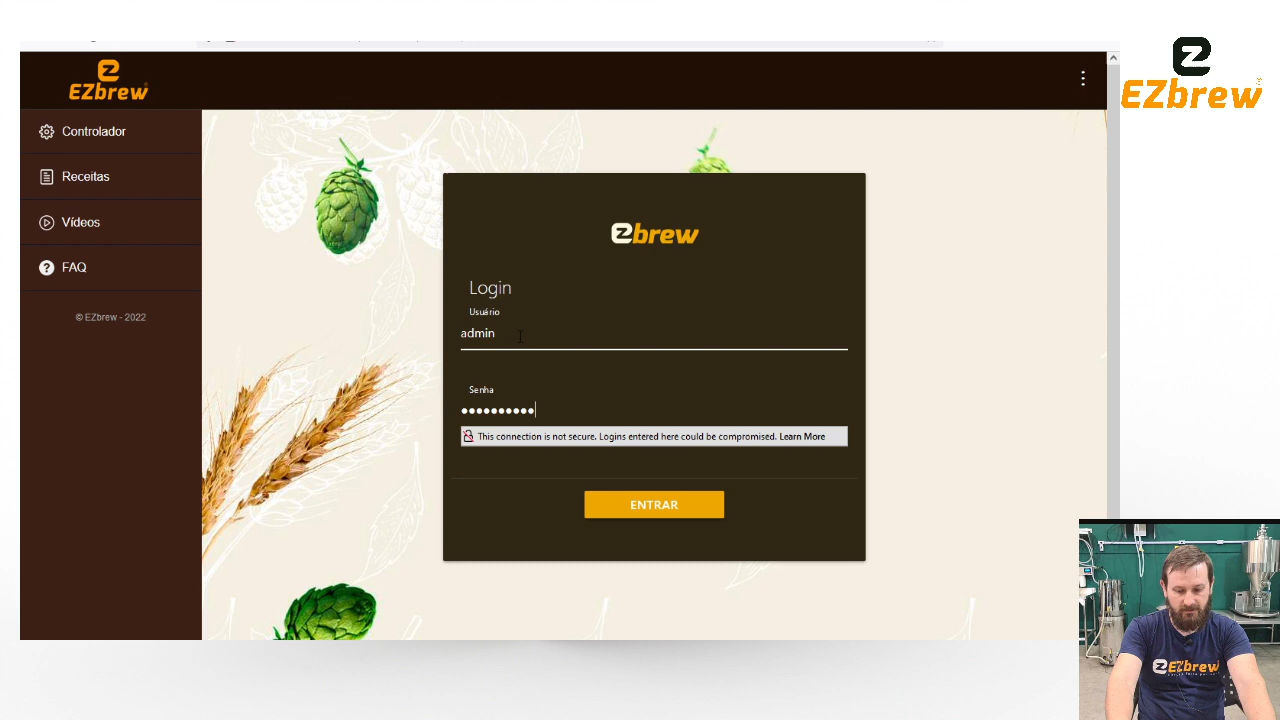 EZbrew
Controlador
Receitas
Vídeos
FAQ
© EZbrew - 2022
EZbrew
Login
Usuário
admin
Senha
••••••••••
This connection is not secure. Logins entered here could be compromised. Learn More
ENTRAR
EZbrew
EZbrew